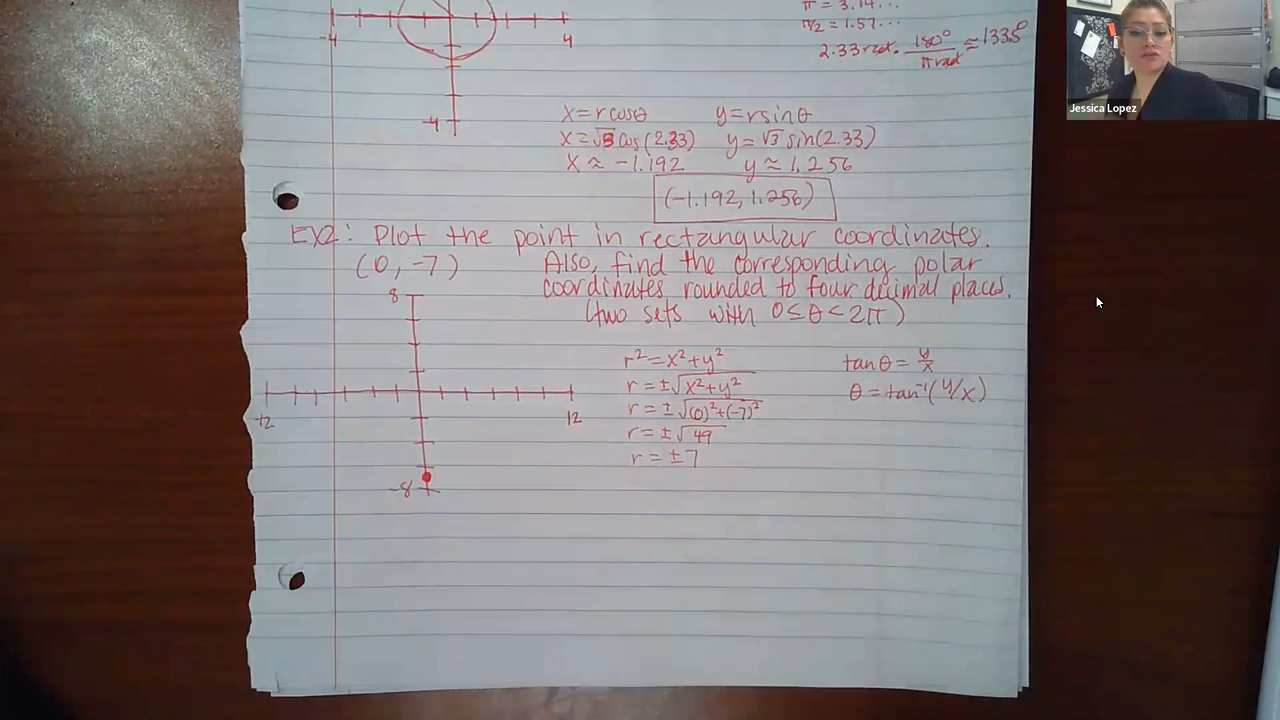 π = 3.14...
-4 4
π/2 = 1.57...
2.33 rad. 180°/π rad ≈ 133.5°
Jessica Lopez
-4
x = r cosθ y = r sinθ
x = √3 cos(2.33) y = √3 sin(2.33)
x ≈ -1.192 y ≈ 1.256
(-1.192, 1.256)
Ex2: Plot the point in rectangular coordinates.
(0, -7) Also, find the corresponding polar
coordinates rounded to four decimal places.
(two sets with 0 ≤ θ < 2π)
8
r² = x² + y² tanθ = y/x
r = ±√x² + y² θ = tan⁻¹(y/x)
-12 12
r = ±√(0)² + (-7)²
r = ±√49
r = ±7
-8